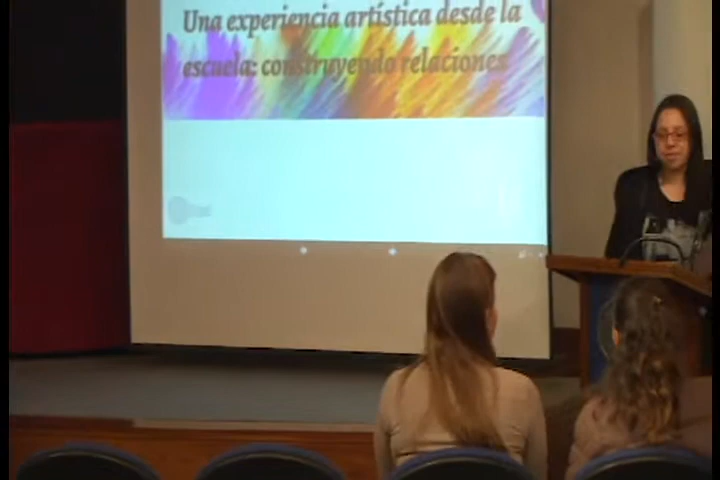 Una experiencia artística desde la
escuela: construyendo relaciones